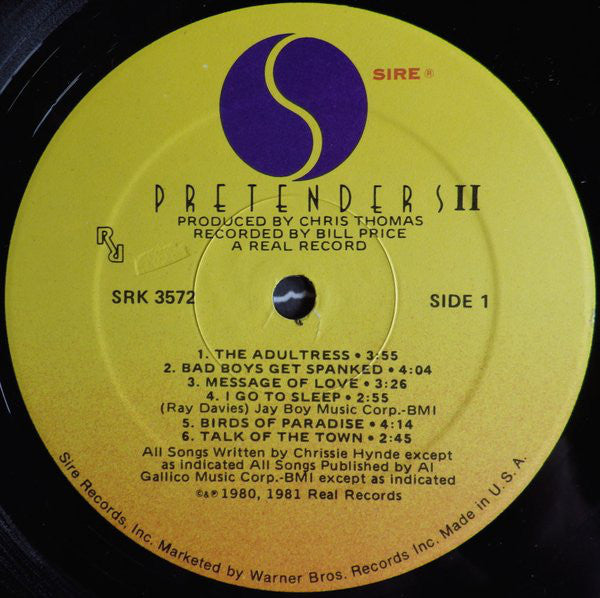 SIRE ®
PRETENDERS II
PRODUCED BY CHRIS THOMAS
RECORDED BY BILL PRICE
A REAL RECORD
SRK 3572
SIDE 1
1. THE ADULTRESS • 3:55
2. BAD BOYS GET SPANKED • 4:04
3. MESSAGE OF LOVE • 3:26
4. I GO TO SLEEP • 2:55
(Ray Davies) Jay Boy Music Corp.-BMI
5. BIRDS OF PARADISE • 4:14
6. TALK OF THE TOWN • 2:45
All Songs Written by Chrissie Hynde except
as indicated All Songs Published by Al
Gallico Music Corp.-BMI except as indicated
©&℗ 1980, 1981 Real Records
Sire Records, Inc. Marketed by Warner Bros. Records Inc. Made in U.S.A.